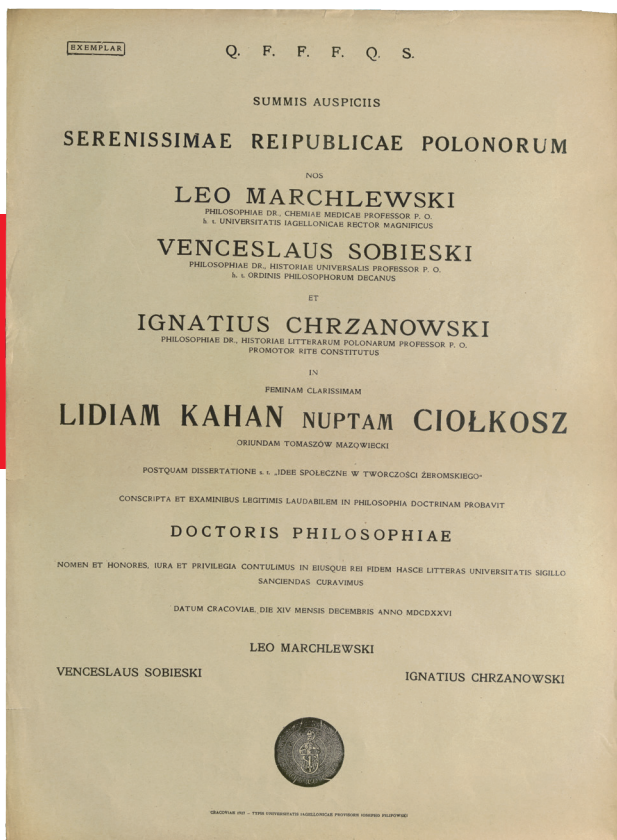 EXEMPLAR
Q. F. F. F. Q. S.
SUMMIS AUSPICIIS
SERENISSIMAE REIPUBLICAE POLONORUM
NOS
LEO MARCHLEWSKI
PHILOSOPHIAE DR., CHEMIAE MEDICAE PROFESSOR P. O.
h. t. UNIVERSITATIS IAGELLONICAE RECTOR MAGNIFICUS
VENCESLAUS SOBIESKI
PHILOSOPHIAE DR., HISTORIAE UNIVERSALIS PROFESSOR P. O.
h. t. ORDINIS PHILOSOPHORUM DECANUS
ET
IGNATIUS CHRZANOWSKI
PHILOSOPHIAE DR., HISTORIAE LITTERARUM POLONARUM PROFESSOR P. O.
PROMOTOR RITE CONSTITUTUS
IN
FEMINAM CLARISSIMAM
LIDIAM KAHAN NUPTAM CIOŁKOSZ
ORIUNDAM TOMASZÓW MAZOWIECKI
POSTQUAM DISSERTATIONE s. t. „IDEE SPOŁECZNE W TWÓRCZOŚCI ŻEROMSKIEGO"
CONSCRIPTA ET EXAMINIBUS LEGITIMIS LAUDABILEM IN PHILOSOPHIA DOCTRINAM PROBAVIT
DOCTORIS PHILOSOPHIAE
NOMEN ET HONORES, IURA ET PRIVILEGIA CONTULIMUS IN EIUSQUE REI FIDEM HASCE LITTERAS UNIVERSITATIS SIGILLO
SANCIENDAS CURAVIMUS
DATUM CRACOVIAE, DIE XIV MENSIS DECEMBRIS ANNO MDCDXXVI
LEO MARCHLEWSKI
VENCESLAUS SOBIESKI
IGNATIUS CHRZANOWSKI
TYPIS UNIVERSITATIS IAGELLONICAE